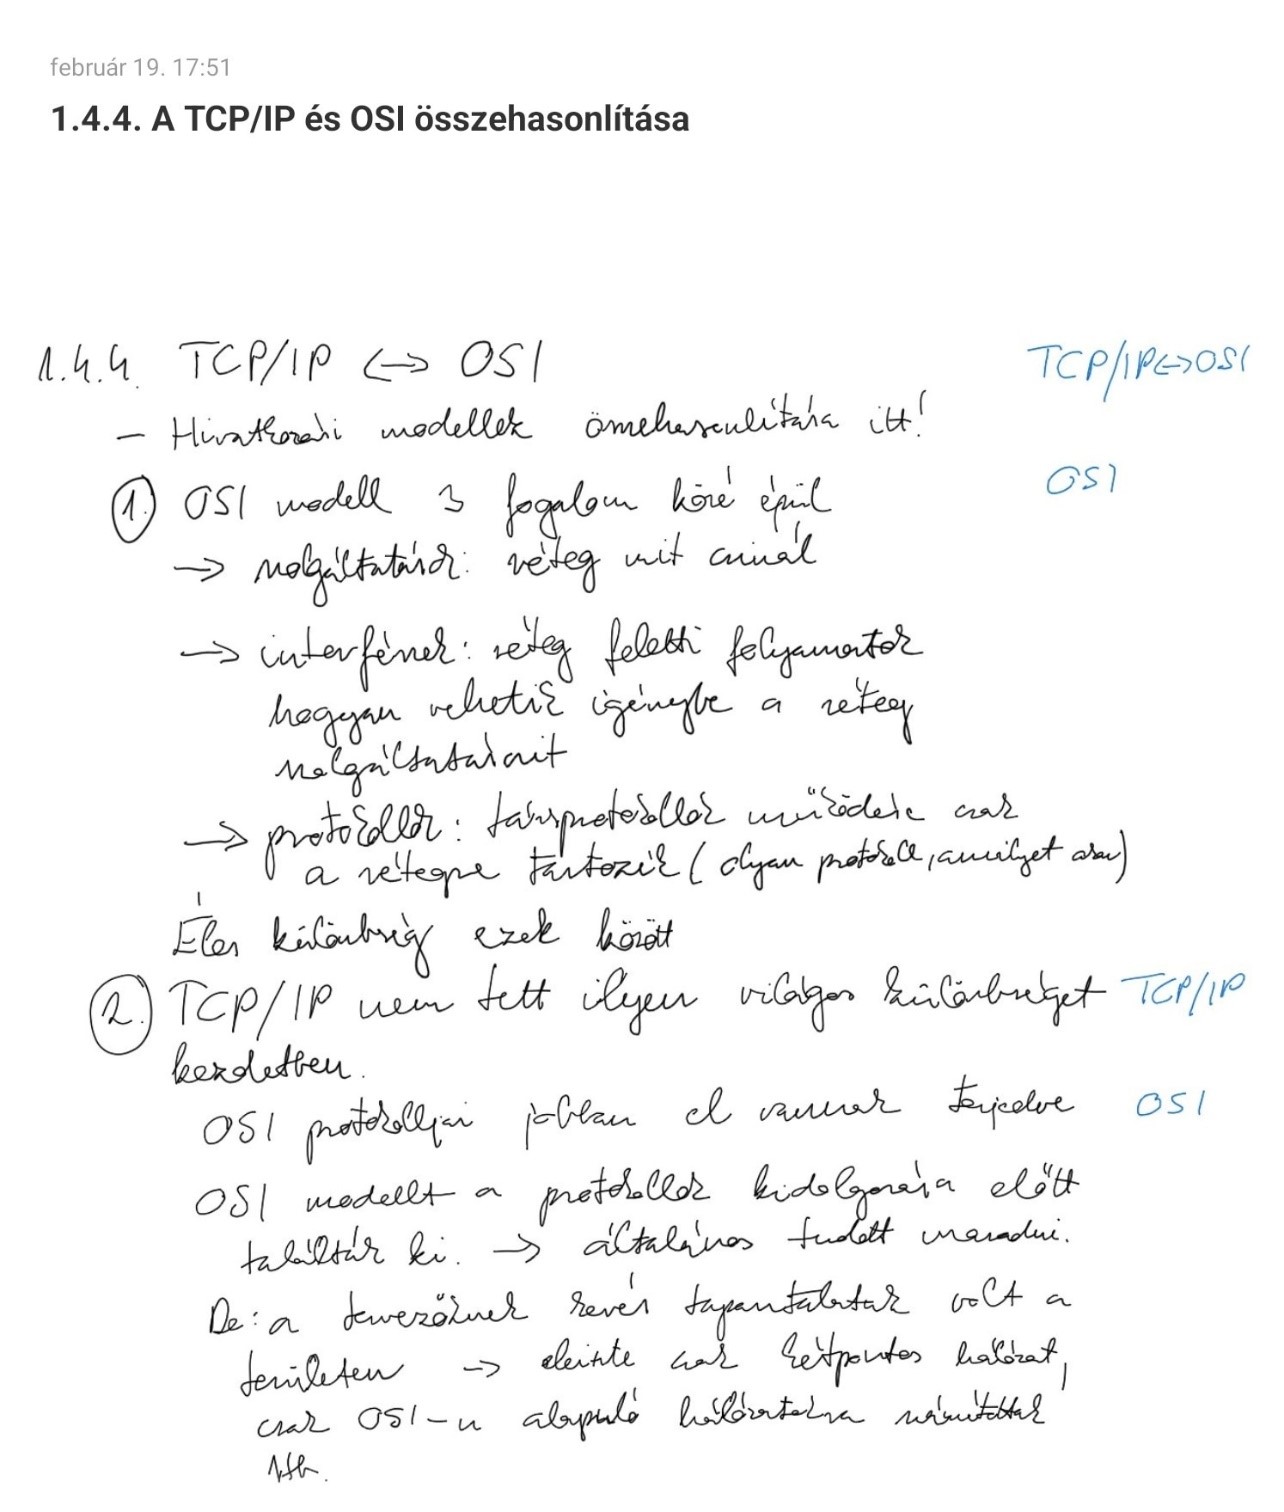 február 19. 17:51
1.4.4. A TCP/IP és OSI összehasonlítása
1.4.4. TCP/IP <-> OSI
TCP/IP<->OSI
- Hivatkozási modellek összehasonlítása itt!
1. OSI modell 3 fogalom köré épül
OSI
-> szolgáltatások: réteg mit csinál
-> interfészek: réteg feletti folyamatok
hogyan vehetik igénybe a réteg
szolgáltatásait
-> protokollok: társprotokollok működése csak
a rétegre tartozik (olyan protokoll, amilyet akar)
Éles különbség ezek között
2. TCP/IP nem tett ilyen világos különbséget
TCP/IP
kezdetben.
OSI protokolljai jobban el vannak terjedve
OSI
OSI modellt a protokollok kidolgozása előtt
találták ki. -> általános tudott maradni.
De: a tervezőknek kevés tapasztalatuk volt a
területen -> eleinte csak kétpontos hálózat,
csak OSI-n alapuló hálózatokra számítottak
stb.